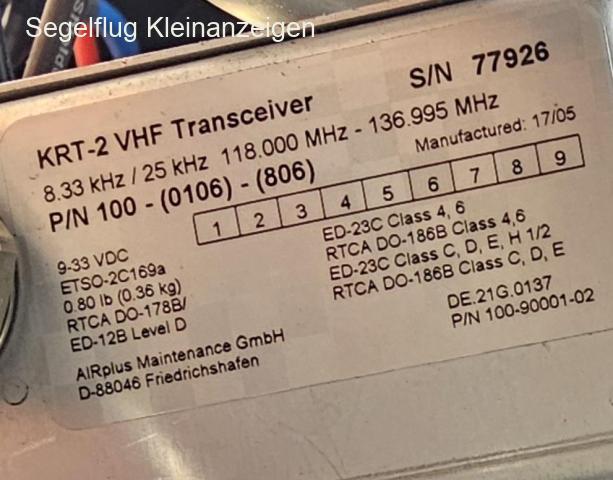 Segelflug Kleinanzeigen
KRT-2 VHF Transceiver
S/N 77926
8.33 kHz / 25 kHz 118.000 MHz - 136.995 MHz
P/N 100 - (0106) - (806)
Manufactured: 17/05
1 2 3 4 5 6 7 8 9
9-33 VDC
ETSO-2C169a
0.80 lb (0.36 kg)
RTCA DO-178B/
ED-12B Level D
ED-23C Class 4, 6
RTCA DO-186B Class 4,6
ED-23C Class C, D, E, H 1/2
RTCA DO-186B Class C, D, E
AIRplus Maintenance GmbH
D-88046 Friedrichshafen
DE.21G.0137
P/N 100-90001-02